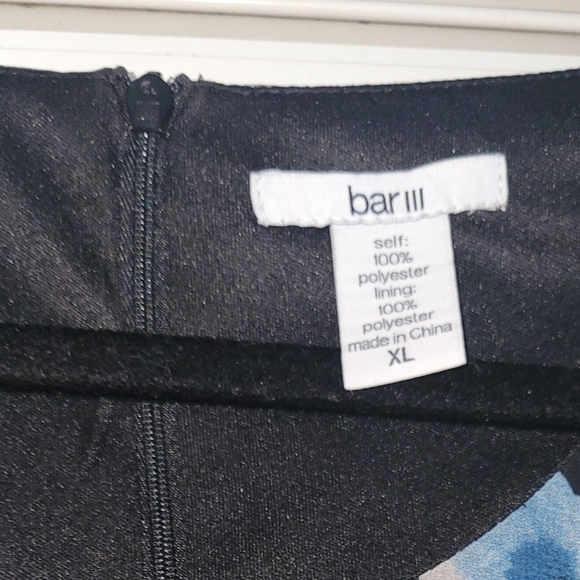 bar III
self:
100%
polyester
lining:
100%
polyester
made in China
XL